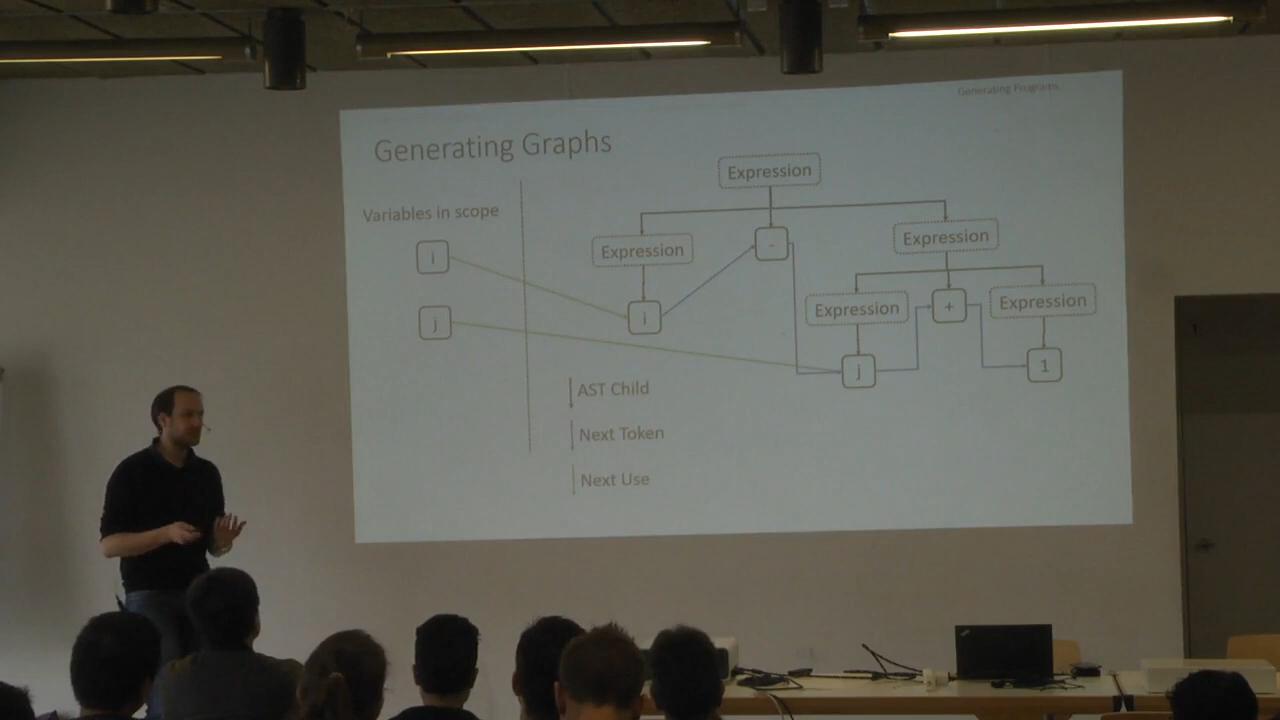 Generating Programs
Generating Graphs
Variables in scope
i
j
Expression
Expression
-
Expression
i
Expression
+
Expression
j
1
AST Child
Next Token
Next Use